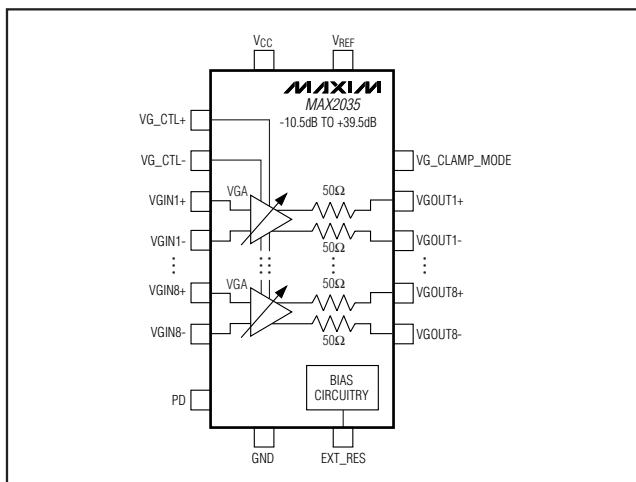 VCC
VREF
MAXIM
MAX2035
-10.5dB TO +39.5dB
VG_CTL+
VG_CTL-
VG_CLAMP_MODE
VGIN1+
VGA
50Ω
VGOUT1+
VGIN1-
50Ω
VGOUT1-
VGIN8+
VGA
50Ω
VGOUT8+
VGIN8-
50Ω
VGOUT8-
PD
BIAS
CIRCUITRY
GND
EXT_RES